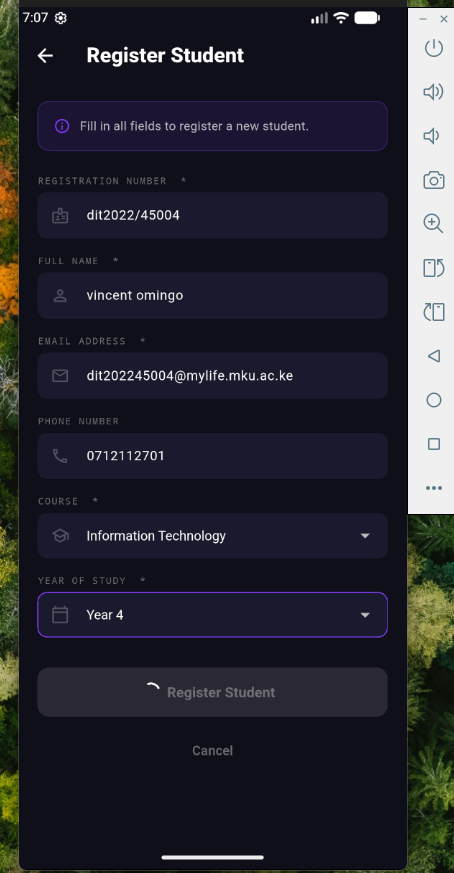 7:07
Register Student
Fill in all fields to register a new student.
REGISTRATION NUMBER *
dit2022/45004
FULL NAME *
vincent omingo
EMAIL ADDRESS *
dit202245004@mylife.mku.ac.ke
PHONE NUMBER
0712112701
COURSE *
Information Technology
YEAR OF STUDY *
Year 4
Register Student
Cancel